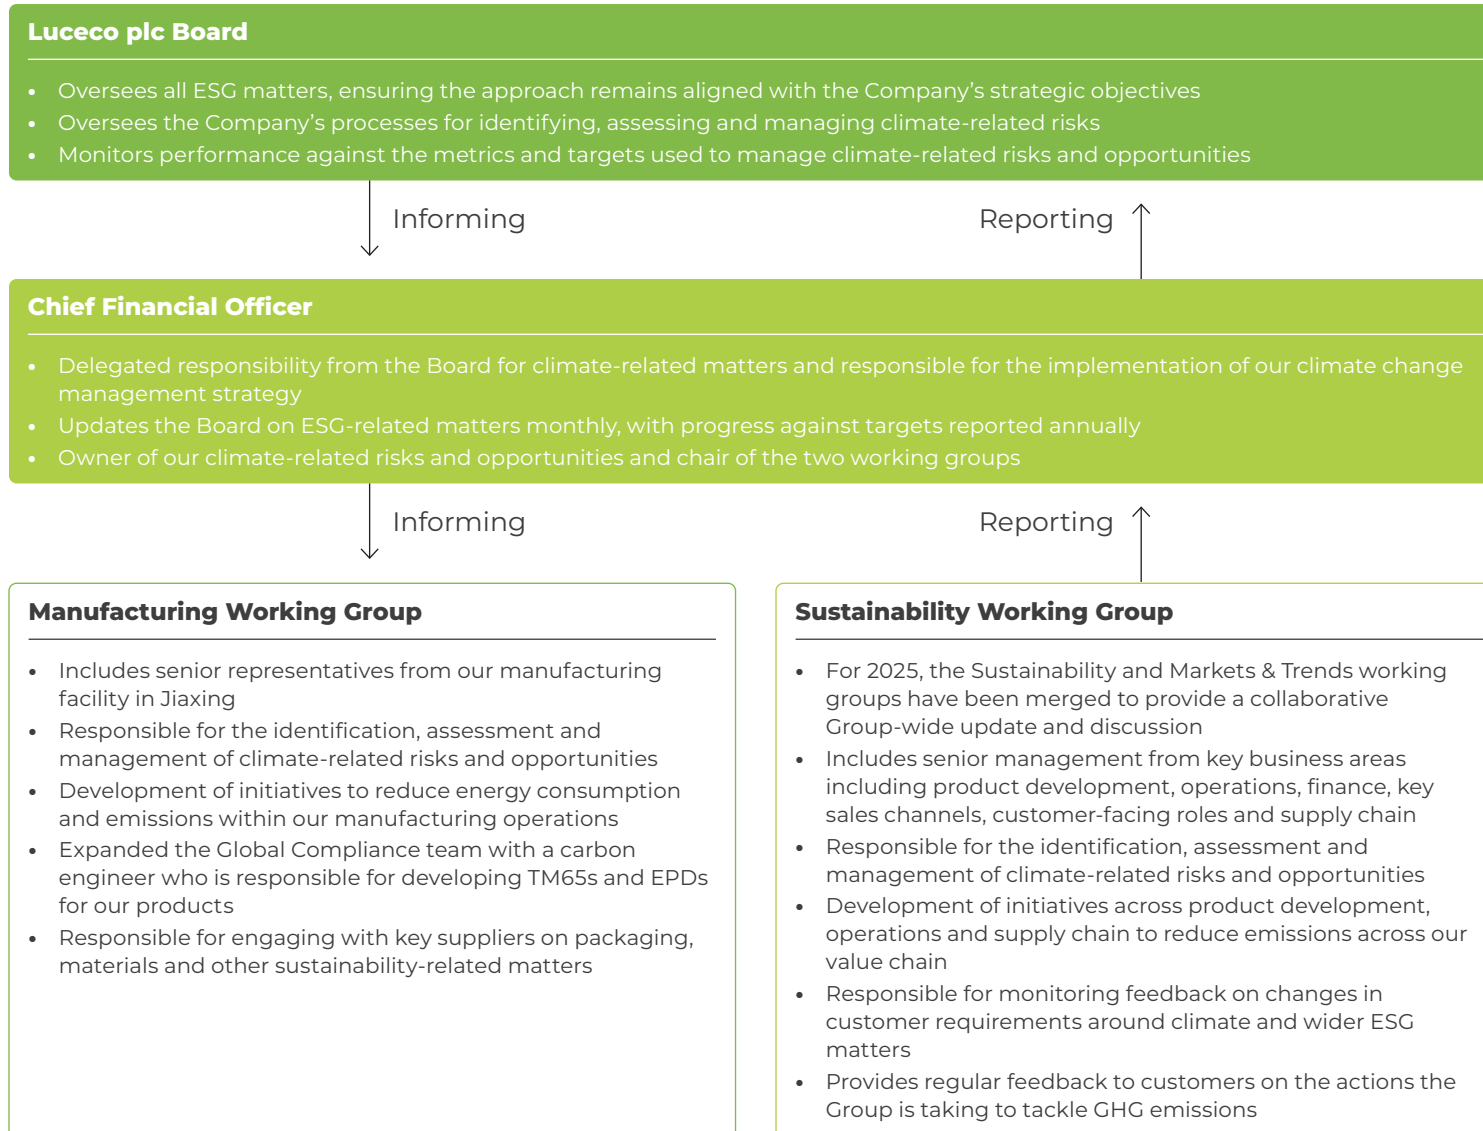 Luceco plc Board
• Oversees all ESG matters, ensuring the approach remains aligned with the Company's strategic objectives
• Oversees the Company's processes for identifying, assessing and managing climate-related risks
• Monitors performance against the metrics and targets used to manage climate-related risks and opportunities
Informing
Reporting
Chief Financial Officer
• Delegated responsibility from the Board for climate-related matters and responsible for the implementation of our climate change
management strategy
• Updates the Board on ESG-related matters monthly, with progress against targets reported annually
• Owner of our climate-related risks and opportunities and chair of the two working groups
Informing
Reporting
Manufacturing Working Group
• Includes senior representatives from our manufacturing
facility in Jiaxing
• Responsible for the identification, assessment and
management of climate-related risks and opportunities
• Development of initiatives to reduce energy consumption
and emissions within our manufacturing operations
• Expanded the Global Compliance team with a carbon
engineer who is responsible for developing TM65s and EPDs
for our products
• Responsible for engaging with key suppliers on packaging,
materials and other sustainability-related matters
Sustainability Working Group
• For 2025, the Sustainability and Markets & Trends working
groups have been merged to provide a collaborative
Group-wide update and discussion
• Includes senior management from key business areas
including product development, operations, finance, key
sales channels, customer-facing roles and supply chain
• Responsible for the identification, assessment and
management of climate-related risks and opportunities
• Development of initiatives across product development,
operations and supply chain to reduce emissions across our
value chain
• Responsible for monitoring feedback on changes in
customer requirements around climate and wider ESG
matters
• Provides regular feedback to customers on the actions the
Group is taking to tackle GHG emissions